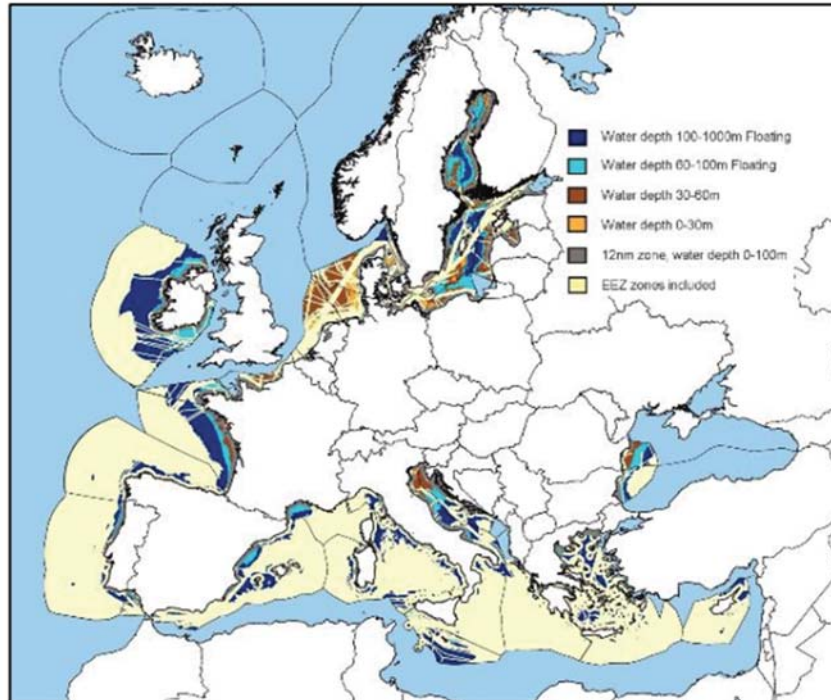 Water depth 100-1000m Floating
Water depth 60-100m Floating
Water depth 30-60m
Water depth 0-30m
12nm zone, water depth 0-100m
EEZ zones included